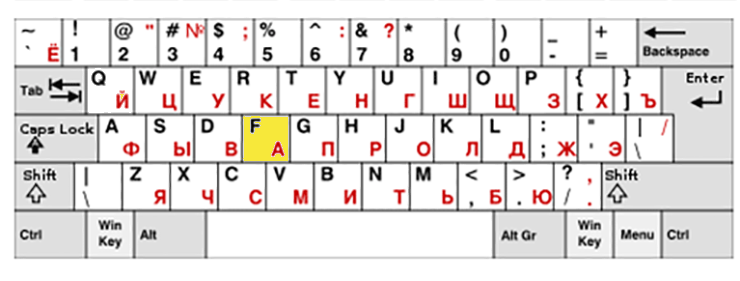 ~ ` Ё ! 1 @ " 2 # № 3 $ ; 4 % 5 ^ : 6 & ? 7 * 8 ( 9 ) 0 _ - + = Backspace
Tab Q Й W Ц E У R К T Е Y Н U Г I Ш O Щ P З { [ Х } ] Ъ Enter
Caps Lock A Ф S Ы D В F А G П H Р J О K Л L Д : ; Ж " ' Э | / \
Shift | \ Z Я X Ч C С V М B И N Т M Ь < , Б > . Ю ? , / . Shift
Ctrl Win Key Alt Alt Gr Win Key Menu Ctrl